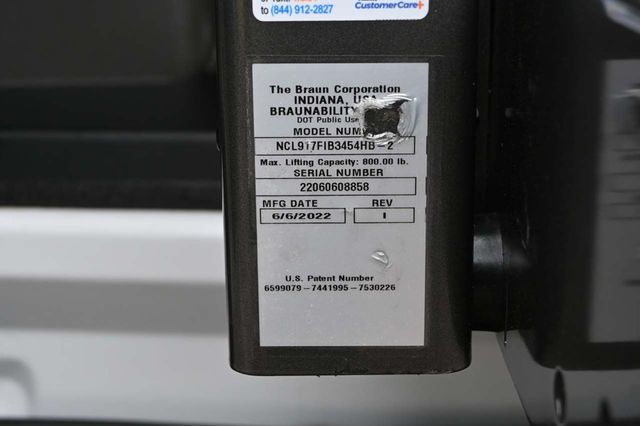 to (844) 912-2827
CustomerCare+
The Braun Corporation
INDIANA, USA
BRAUNABILITY
DOT Public Use
MODEL
NCL917FIB3454HB-2
Max. Lifting Capacity: 800.00 lb.
SERIAL NUMBER
22060608858
MFG DATE REV
6/6/2022 I
U.S. Patent Number
6599079-7441995-7530226